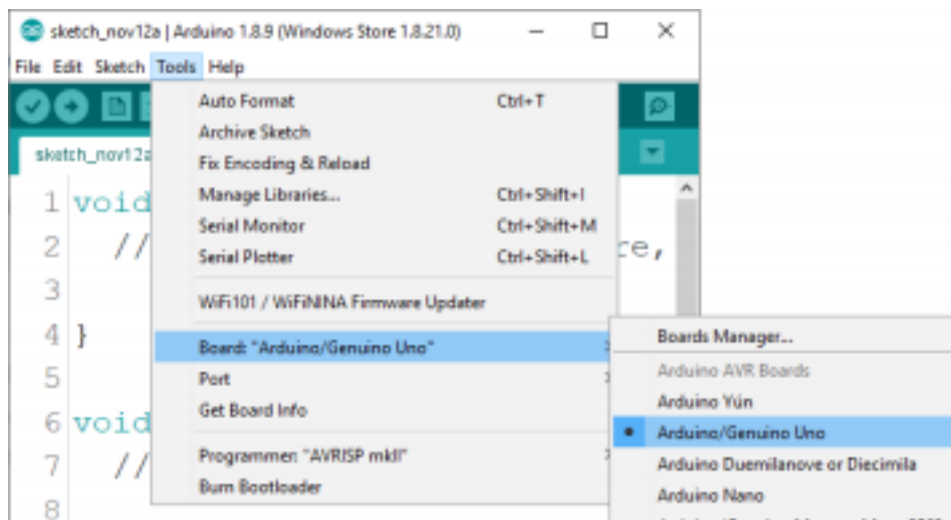 sketch_nov12a | Arduino 1.8.9 (Windows Store 1.8.21.0)
File Edit Sketch Tools Help
Auto Format Ctrl+T
Archive Sketch
sketch_nov12a
Fix Encoding & Reload
Manage Libraries... Ctrl+Shift+I
1 void
Serial Monitor Ctrl+Shift+M
2 // re,
Serial Plotter Ctrl+Shift+L
3
WiFi101 / WiFiNINA Firmware Updater
4 }
Board: "Arduino/Genuino Uno"
Boards Manager...
5
Port
Arduino AVR Boards
Get Board Info
Arduino Yún
6 void
Arduino/Genuino Uno
7 //
Programmer: "AVRISP mkII"
Arduino Duemilanove or Diecimila
Burn Bootloader
Arduino Nano
8